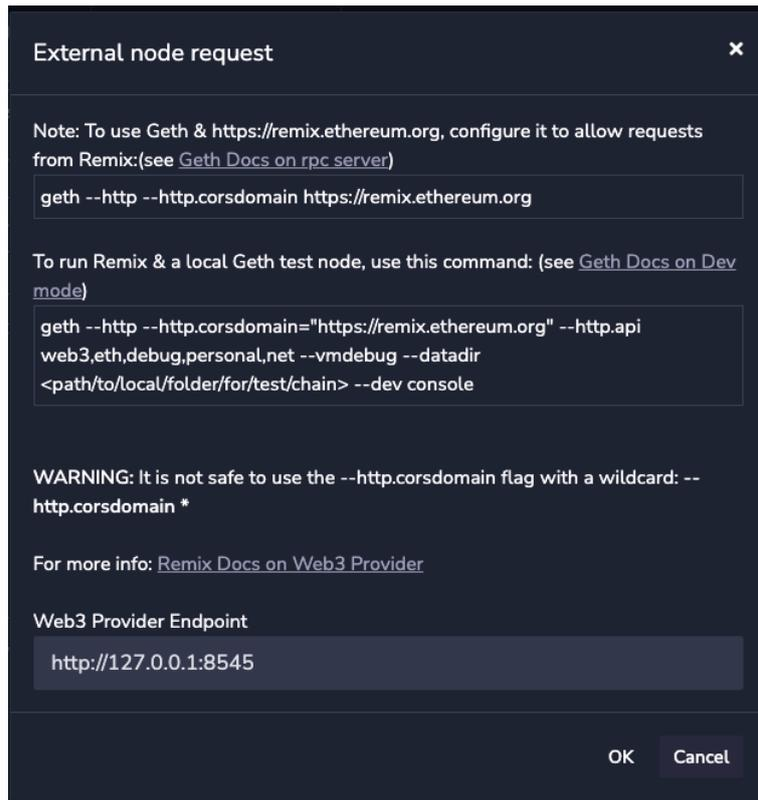 External node request
×
Note: To use Geth & https://remix.ethereum.org, configure it to allow requests
from Remix:(see Geth Docs on rpc server)
geth --http --http.corsdomain https://remix.ethereum.org
To run Remix & a local Geth test node, use this command: (see Geth Docs on Dev
mode)
geth --http --http.corsdomain="https://remix.ethereum.org" --http.api
web3,eth,debug,personal,net --vmdebug --datadir
<path/to/local/folder/for/test/chain> --dev console
WARNING: It is not safe to use the --http.corsdomain flag with a wildcard: --
http.corsdomain *
For more info: Remix Docs on Web3 Provider
Web3 Provider Endpoint
http://127.0.0.1:8545
OK Cancel